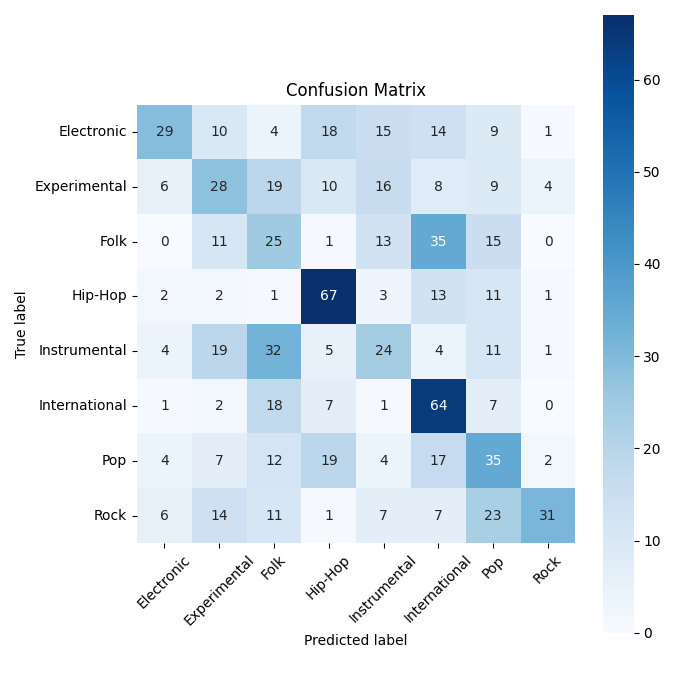 Confusion Matrix
Electronic 29 10 4 18 15 14 9 1
Experimental 6 28 19 10 16 8 9 4
Folk 0 11 25 1 13 35 15 0
Hip-Hop 2 2 1 67 3 13 11 1
Instrumental 4 19 32 5 24 4 11 1
International 1 2 18 7 1 64 7 0
Pop 4 7 12 19 4 17 35 2
Rock 6 14 11 1 7 7 23 31
Electronic Experimental Folk Hip-Hop Instrumental International Pop Rock
Predicted label
True label
60
50
40
30
20
10
0